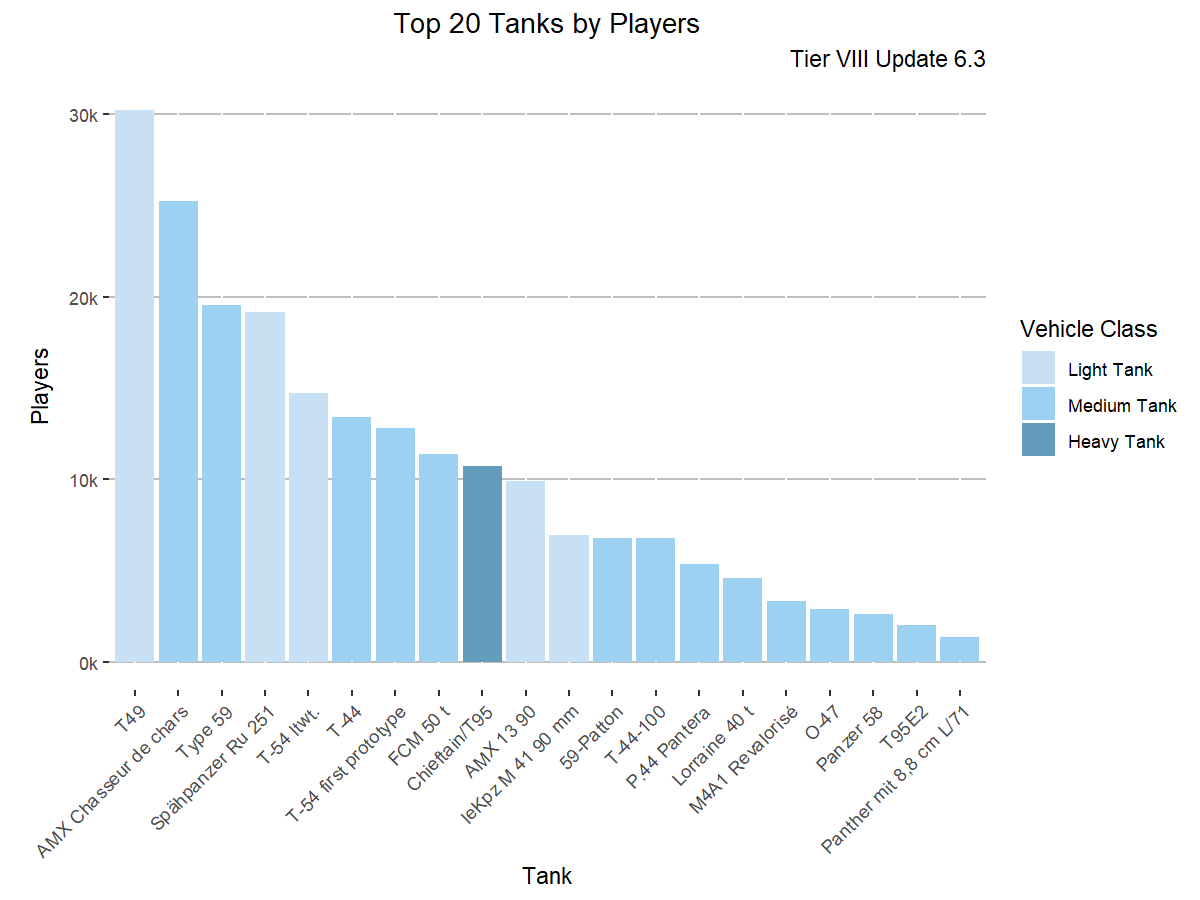 Top 20 Tanks by Players
Tier VIII Update 6.3
Players
30k
20k
10k
0k
T49
AMX Chasseur de chars
Type 59
Spähpanzer Ru 251
T-54 ltwt.
T-44
T-54 first prototype
FCM 50 t
Chieftain/T95
AMX 13 90
leKpz M 41 90 mm
59-Patton
T-44-100
P.44 Pantera
Lorraine 40 t
M4A1 Revalorisé
O-47
Panzer 58
T95E2
Panther mit 8,8 cm L/71
Tank
Vehicle Class
Light Tank
Medium Tank
Heavy Tank